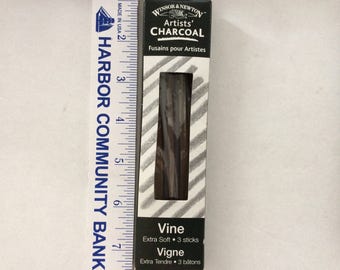 MADE IN USA
HARBOR COMMUNITY BANK
2
3
4
5
6
7
WINSOR & NEWTON
Artists'
CHARCOAL
Fusains pour Artistes
Vine
Extra Soft • 3 sticks
Vigne
Extra Tendre • 3 bâtons